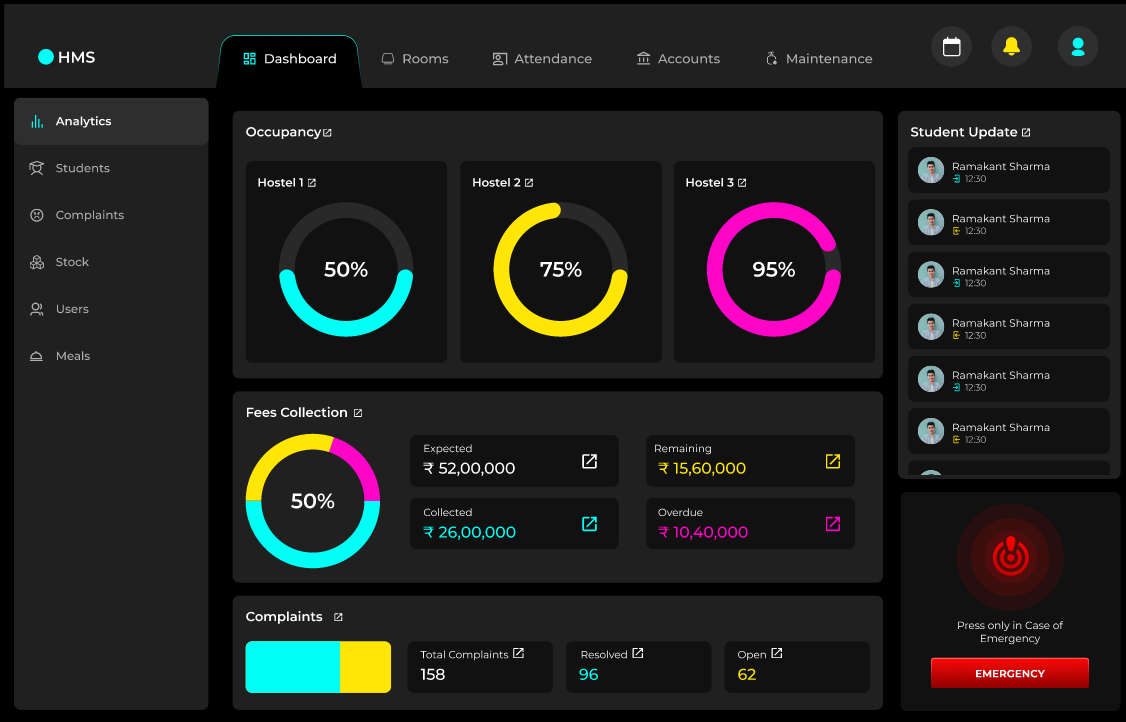 HMS
Dashboard
Rooms
Attendance
Accounts
Maintenance
Analytics
Students
Complaints
Stock
Users
Meals
Occupancy
Hostel 1
50%
Hostel 2
75%
Hostel 3
95%
Fees Collection
50%
Expected
₹ 52,00,000
Remaining
₹ 15,60,000
Collected
₹ 26,00,000
Overdue
₹ 10,40,000
Complaints
Total Complaints
158
Resolved
96
Open
62
Student Update
Ramakant Sharma
12:30
Ramakant Sharma
12:30
Ramakant Sharma
12:30
Ramakant Sharma
12:30
Ramakant Sharma
12:30
Ramakant Sharma
12:30
Press only in Case of
Emergency
EMERGENCY